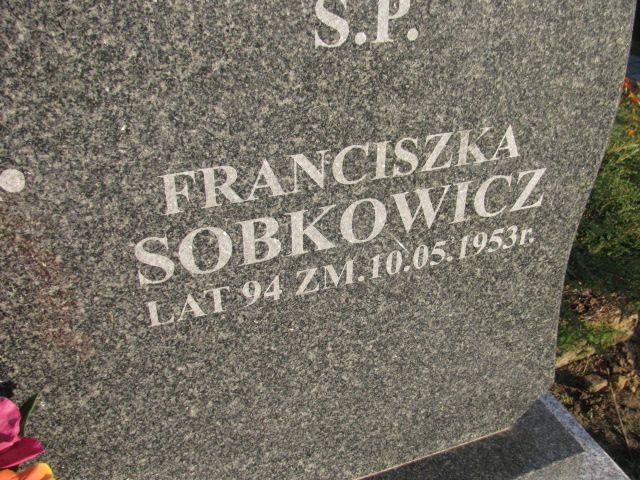 S.P.
FRANCISZKA
SOBKOWICZ
LAT 94 ZM.10.05.1953r.